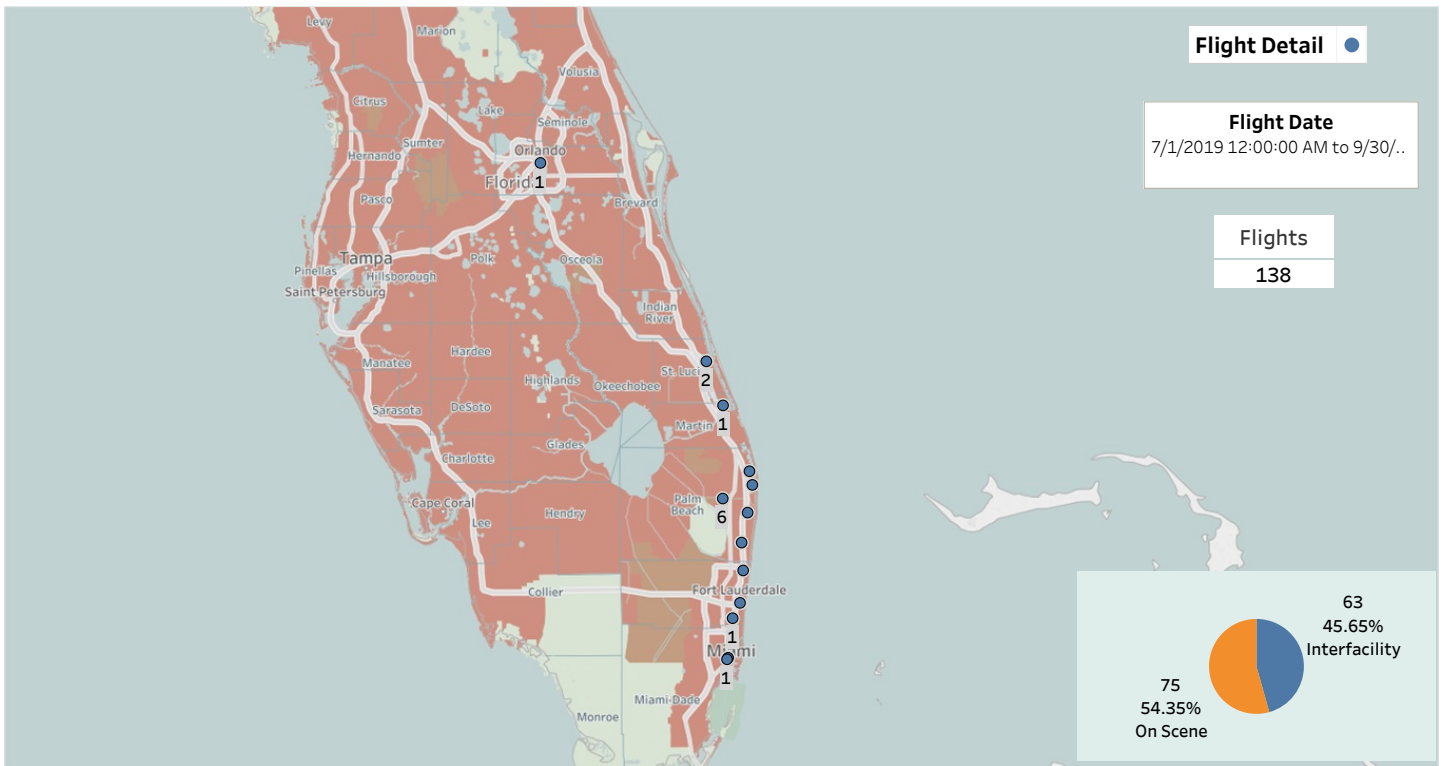 Levy
Marion
Flight Detail
Volusia
Citrus
Lake
Seminole
Flight Date
Sumter
Hernando
Orlando
7/1/2019 12:00:00 AM to 9/30/..
Florid
1
Pasco
Brevard
Flights
138
Tampa
Polk
Osceola
Pinellas
Hillsborough
Saint Petersburg
Indian
River
Hardee
Manatee
St. Luci
2
Highlands
Okeechobee
DeSoto
Sarasota
Martin
1
Glades
Charlotte
Cape Coral
Palm
Beach
6
Lee
Hendry
Collier
Fort Lauderdale
63
45.65%
Interfacility
1
Miami
1
75
54.35%
On Scene
Miami-Dade
Monroe